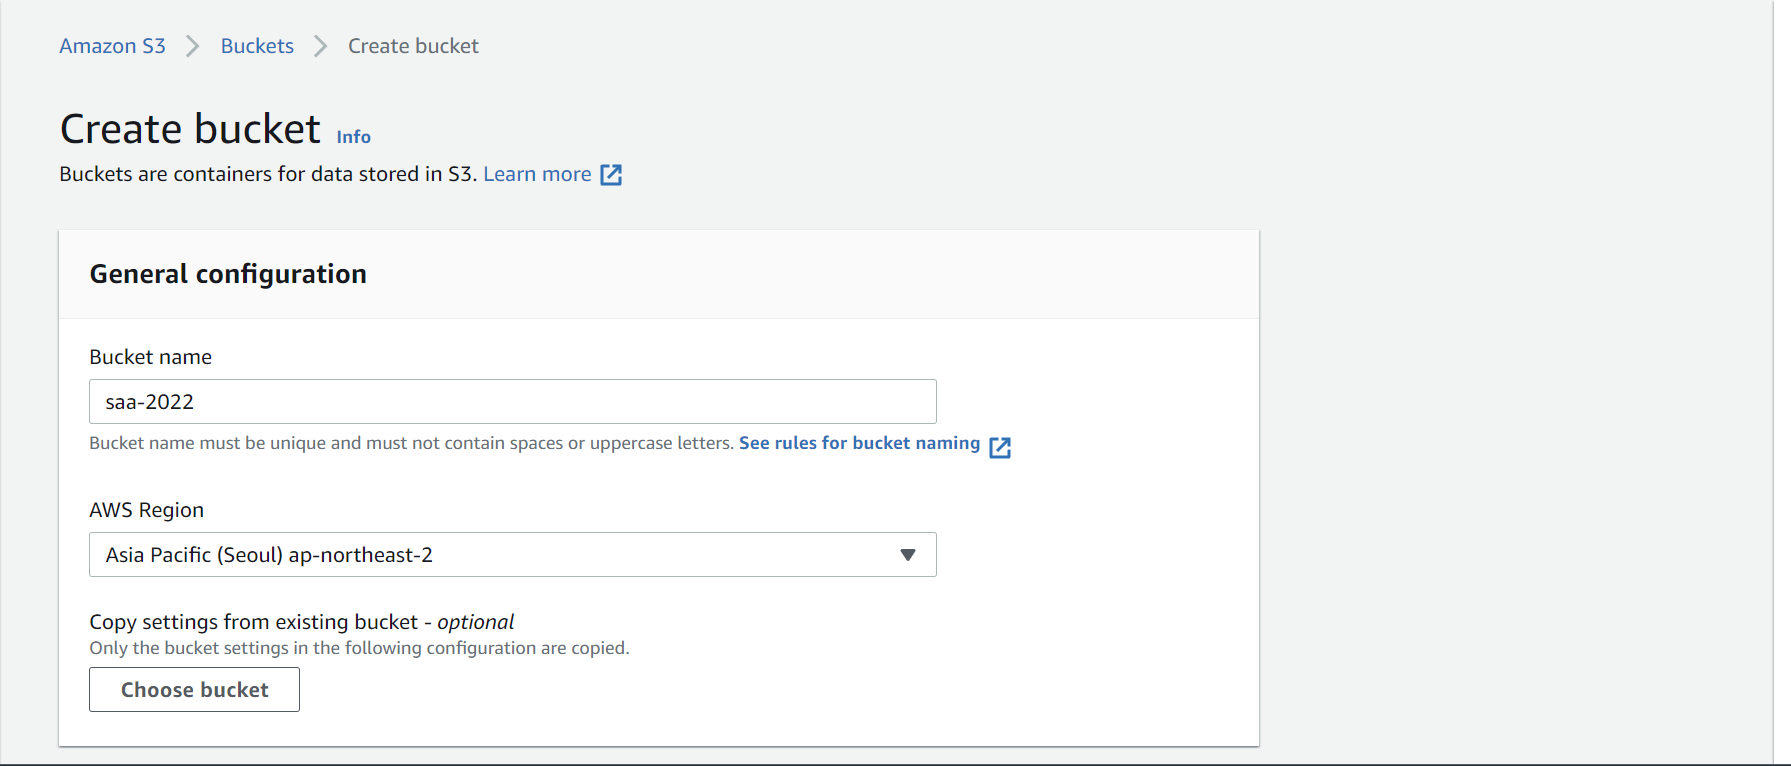 Amazon S3 > Buckets > Create bucket
Create bucket Info
Buckets are containers for data stored in S3. Learn more
General configuration
Bucket name
saa-2022
Bucket name must be unique and must not contain spaces or uppercase letters. See rules for bucket naming
AWS Region
Asia Pacific (Seoul) ap-northeast-2
Copy settings from existing bucket - optional
Only the bucket settings in the following configuration are copied.
Choose bucket